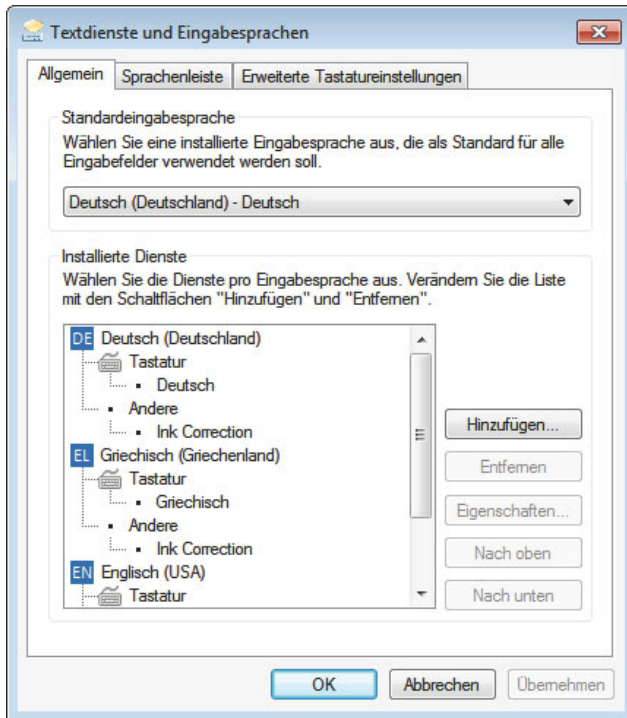 Textdienste und Eingabesprachen
Allgemein Sprachenleiste Erweiterte Tastatureinstellungen
Standardeingabesprache
Wählen Sie eine installierte Eingabesprache aus, die als Standard für alle
Eingabefelder verwendet werden soll.
Deutsch (Deutschland) - Deutsch
Installierte Dienste
Wählen Sie die Dienste pro Eingabesprache aus. Verändern Sie die Liste
mit den Schaltflächen "Hinzufügen" und "Entfernen".
DE Deutsch (Deutschland)
Tastatur
Deutsch
Andere
Ink Correction
EL Griechisch (Griechenland)
Tastatur
Griechisch
Andere
Ink Correction
EN Englisch (USA)
Tastatur
Hinzufügen...
Entfernen
Eigenschaften...
Nach oben
Nach unten
OK Abbrechen Übernehmen